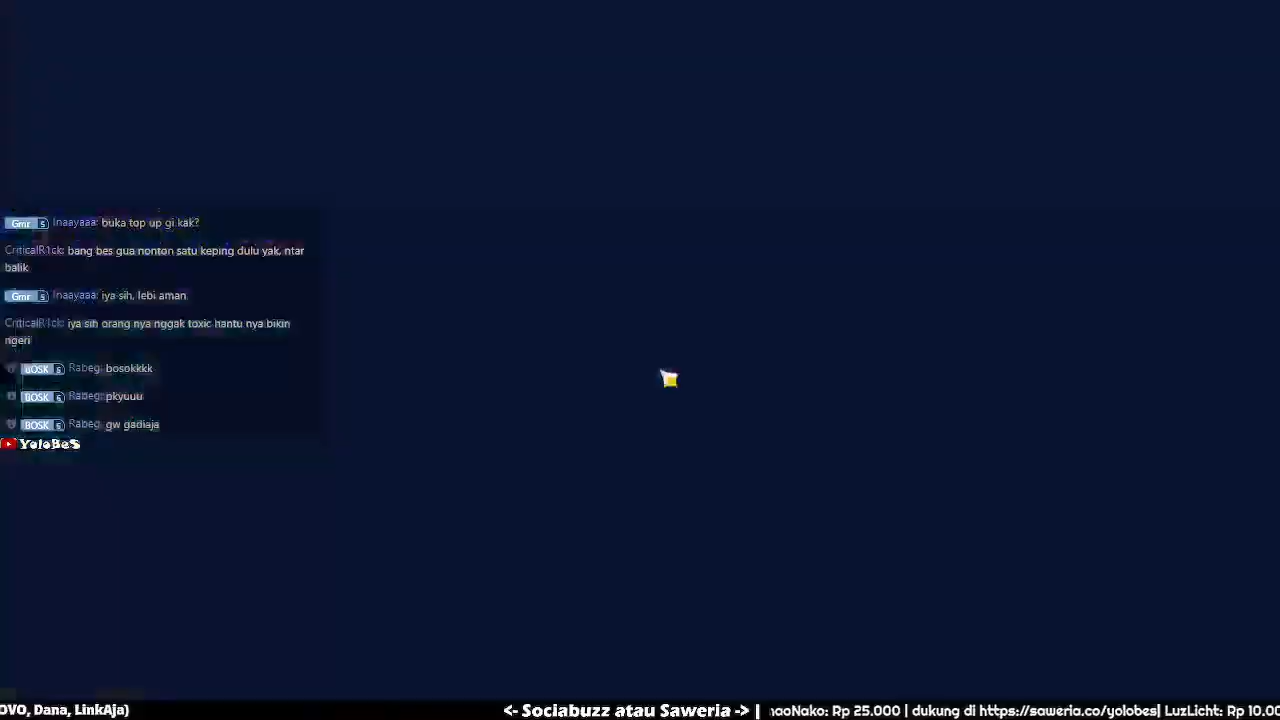 Gmr 5 Inaayaaa: buka top up gi kak?
CriticalR1ck: bang bes gua nonton satu keping dulu yak, ntar
balik
Gmr 5 Inaayaaa: iya sih, lebi aman
CriticalR1ck: iya sih orang nya nggak toxic hantu nya bikin
ngeri
BOSK 5 Rabeg: bosokkkk
BOSK 5 Rabeg: pkyuuu
BOSK 5 Rabeg: gw gadiaja
YoloBeS
OVO, Dana, LinkAja) <- Sociabuzz atau Saweria -> | naoNako: Rp 25.000 | dukung di https://saweria.co/yolobes| LuzLicht: Rp 10.00